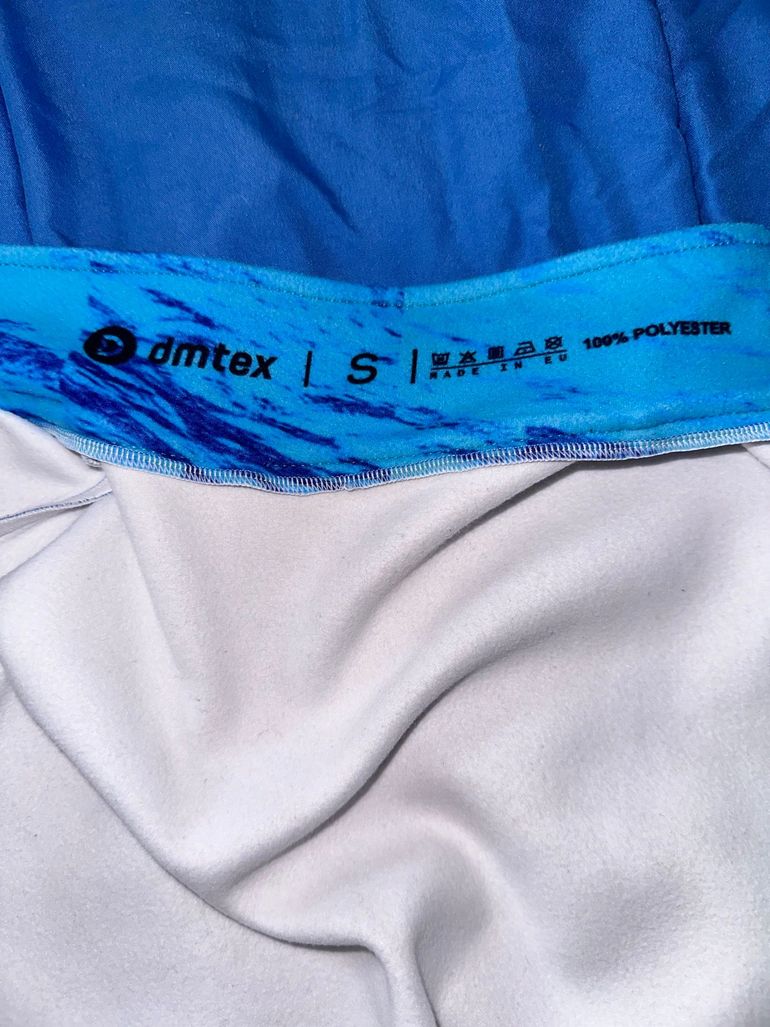 dmtex | S |
MADE IN EU
100% POLYESTER